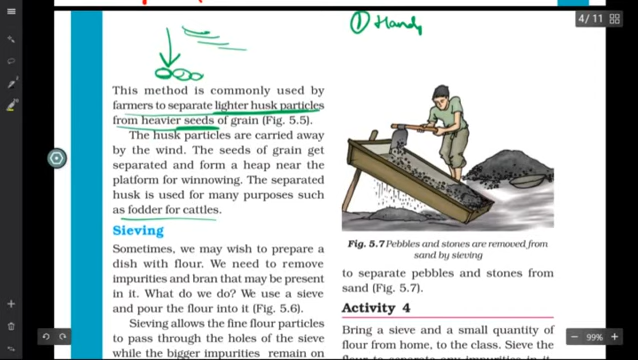 ① Handy
4 / 11
This method is commonly used by
farmers to separate lighter husk particles
from heavier seeds of grain (Fig. 5.5).
The husk particles are carried away
by the wind. The seeds of grain get
separated and form a heap near the
platform for winnowing. The separated
husk is used for many purposes such
as fodder for cattles.
Sieving
Sometimes, we may wish to prepare a
dish with flour. We need to remove
impurities and bran that may be present
in it. What do we do? We use a sieve
and pour the flour into it (Fig. 5.6).
Sieving allows the fine flour particles
to pass through the holes of the sieve
while the bigger impurities remain on
Fig. 5.7 Pebbles and stones are removed from
sand by sieving
to separate pebbles and stones from
sand (Fig. 5.7).
Activity 4
Bring a sieve and a small quantity of
flour from home, to the class. Sieve the
flour to separate any impurities in it
99%